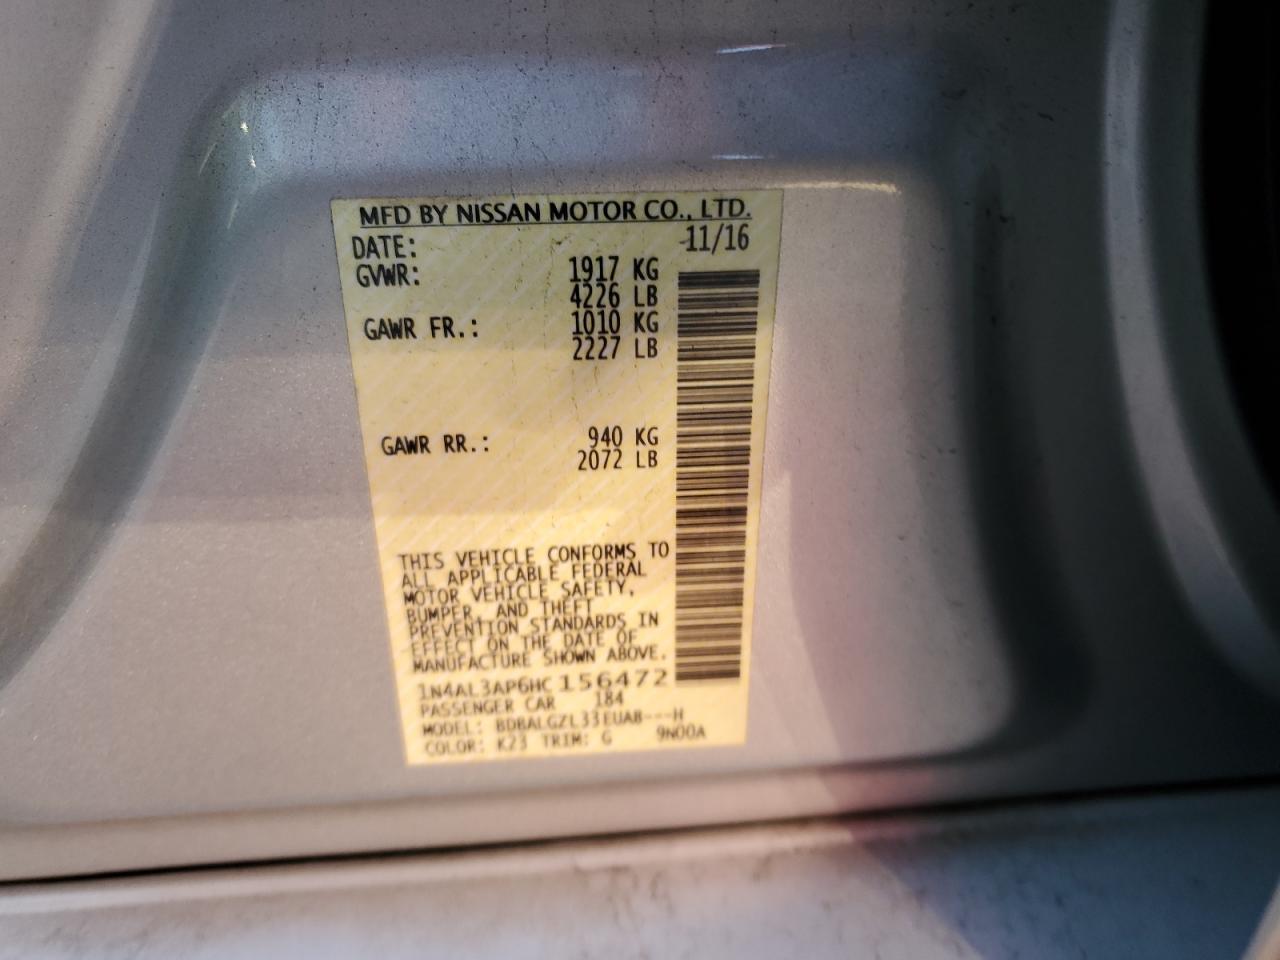 MFD BY NISSAN MOTOR CO., LTD.
DATE: 11/16
GVWR: 1917 KG
4226 LB
GAWR FR.: 1010 KG
2227 LB
GAWR RR.: 940 KG
2072 LB
THIS VEHICLE CONFORMS TO
ALL APPLICABLE FEDERAL
MOTOR VEHICLE SAFETY,
BUMPER, AND THEFT
PREVENTION STANDARDS IN
EFFECT ON THE DATE OF
MANUFACTURE SHOWN ABOVE.
1N4AL3AP6HC156472
PASSENGER CAR 184
MODEL: BDBALGZL33EUAB---H
COLOR: K23 TRIM: G 9N00A